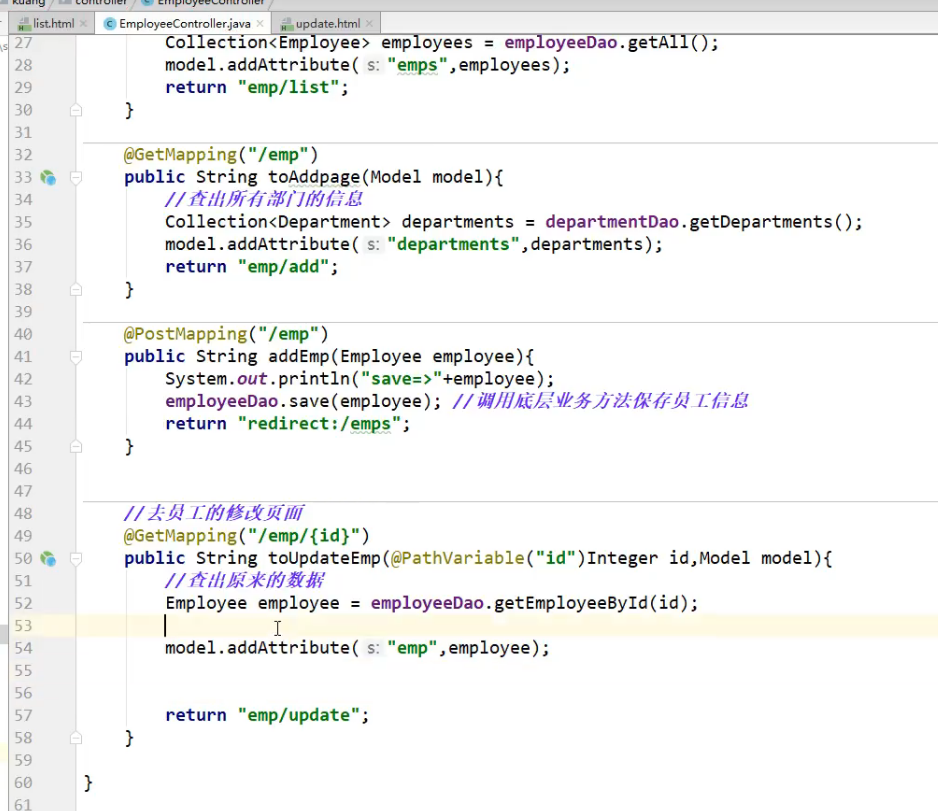 kuang controller EmployeeController
list.html EmployeeController.java update.html
27 Collection<Employee> employees = employeeDao.getAll();
28 model.addAttribute( s: "emps",employees);
29 return "emp/list";
30 }
31
32 @GetMapping("/emp")
33 public String toAddpage(Model model){
34 //查出所有部门的信息
35 Collection<Department> departments = departmentDao.getDepartments();
36 model.addAttribute( s: "departments",departments);
37 return "emp/add";
38 }
39
40 @PostMapping("/emp")
41 public String addEmp(Employee employee){
42 System.out.println("save=>"+employee);
43 employeeDao.save(employee); //调用底层业务方法保存员工信息
44 return "redirect:/emps";
45 }
46
47
48 //去员工的修改页面
49 @GetMapping("/emp/{id}")
50 public String toUpdateEmp(@PathVariable("id")Integer id,Model model){
51 //查出原来的数据
52 Employee employee = employeeDao.getEmployeeById(id);
53
54 model.addAttribute( s: "emp",employee);
55
56
57 return "emp/update";
58 }
59
60 }
61